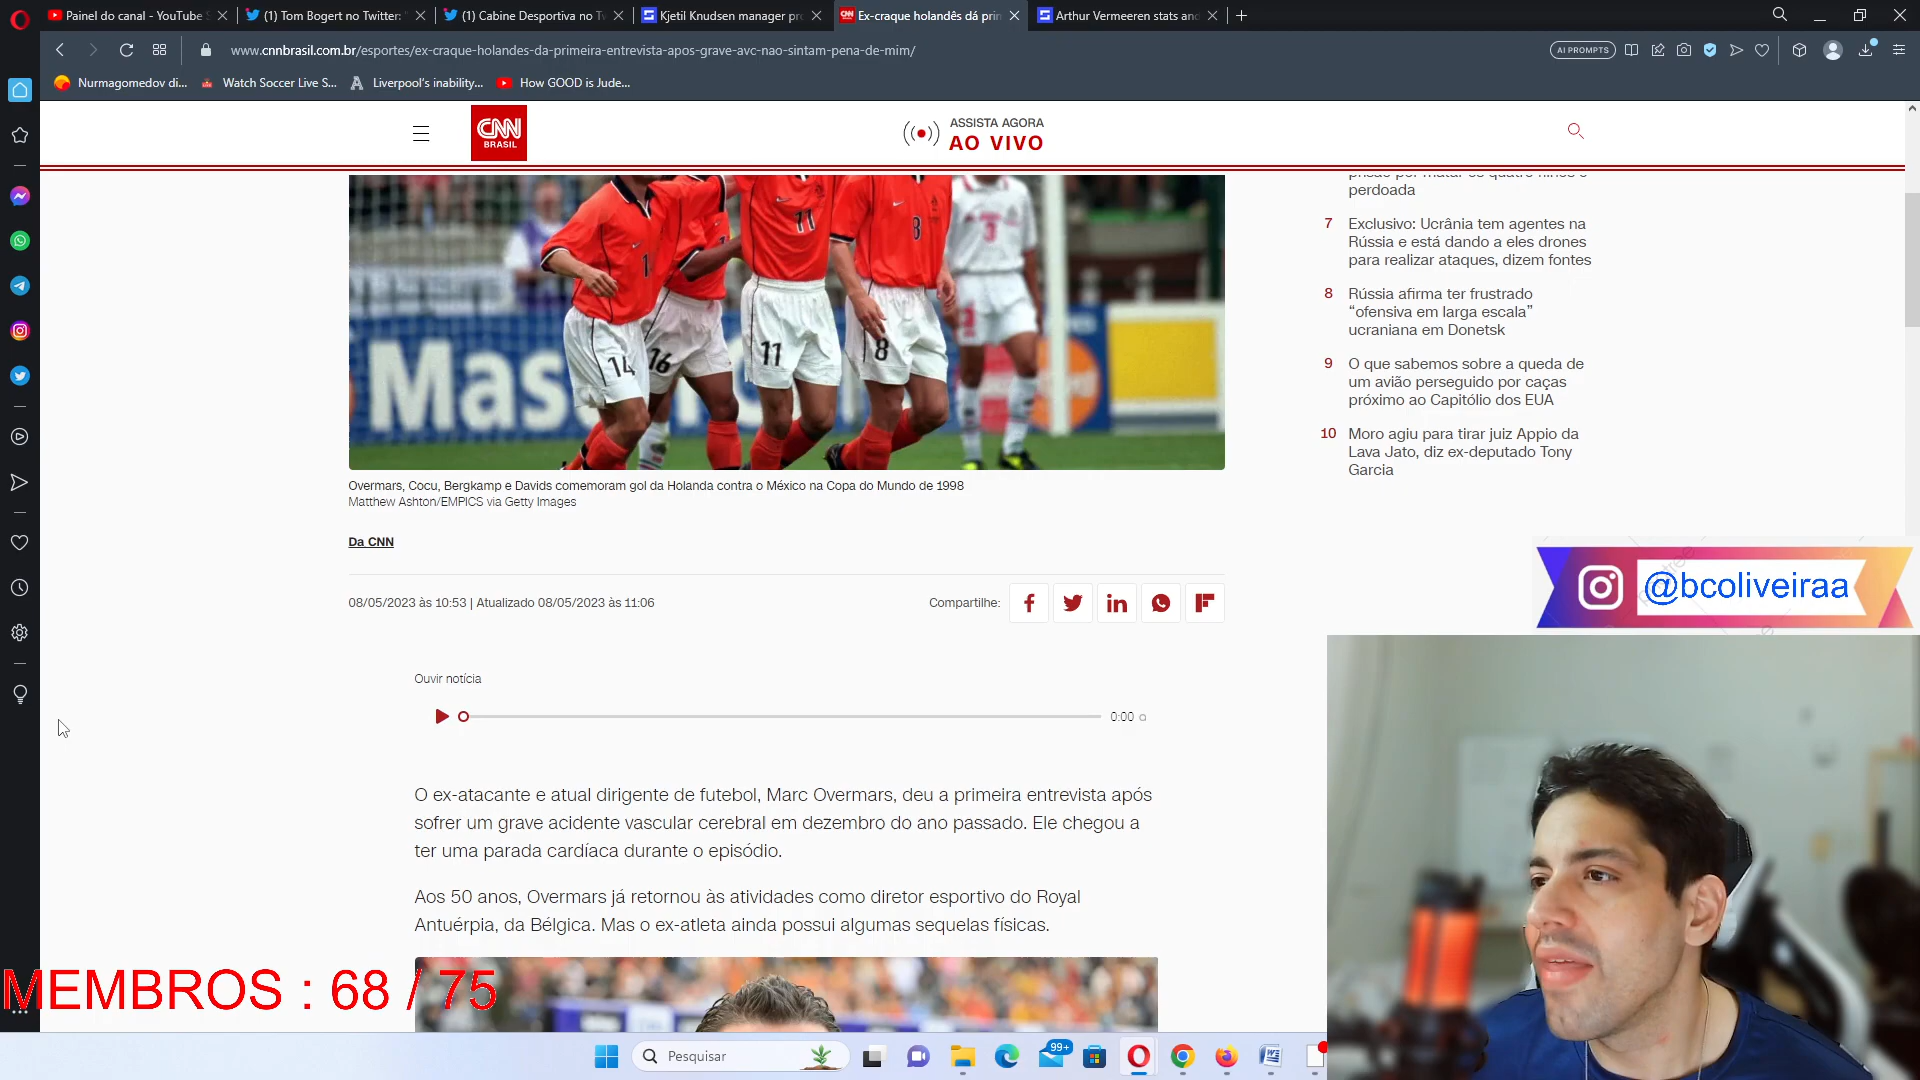 Painel do canal - YouTube S
(1) Tom Bogert no Twitter: "
(1) Cabine Desportiva no Tw
Kjetil Knudsen manager pro
Ex-craque holandês dá prim
Arthur Vermeeren stats and
www.cnnbrasil.com.br/esportes/ex-craque-holandes-da-primeira-entrevista-apos-grave-avc-nao-sintam-pena-de-mim/
AI PROMPTS
Nurmagomedov di...
Watch Soccer Live S...
Liverpool's inability,...
How GOOD is Jude...
CNN
BRASIL
ASSISTA AGORA
AO VIVO
perdoada
7 Exclusivo: Ucrânia tem agentes na
Rússia e está dando a eles drones
para realizar ataques, dizem fontes
8 Rússia afirma ter frustrado
“ofensiva em larga escala”
ucraniana em Donetsk
9 O que sabemos sobre a queda de
um avião perseguido por caças
próximo ao Capitólio dos EUA
10 Moro agiu para tirar juiz Appio da
Lava Jato, diz ex-deputado Tony
Garcia
11
8
3
14
16
11
8
Mas
Overmars, Cocu, Bergkamp e Davids comemoram gol da Holanda contra o México na Copa do Mundo de 1998
Matthew Ashton/EMPICS via Getty Images
Da CNN
08/05/2023 às 10:53 | Atualizado 08/05/2023 às 11:06
Compartilhe:
@bcoliveiraa
Ouvir notícia
0:00
O ex-atacante e atual dirigente de futebol, Marc Overmars, deu a primeira entrevista após
sofrer um grave acidente vascular cerebral em dezembro do ano passado. Ele chegou a
ter uma parada cardíaca durante o episódio.
Aos 50 anos, Overmars já retornou às atividades como diretor esportivo do Royal
Antuérpia, da Bélgica. Mas o ex-atleta ainda possui algumas sequelas físicas.
MEMBROS : 68 / 75
Pesquisar
99+